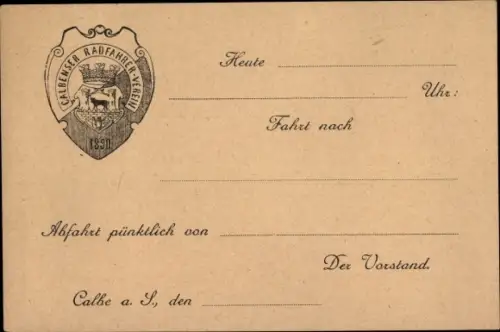 CALBENSER RADFAHRER-VEREIN
1890
Heute
Uhr:
Fahrt nach
Abfahrt pünktlich von
Der Vorstand.
Calbe a. S., den